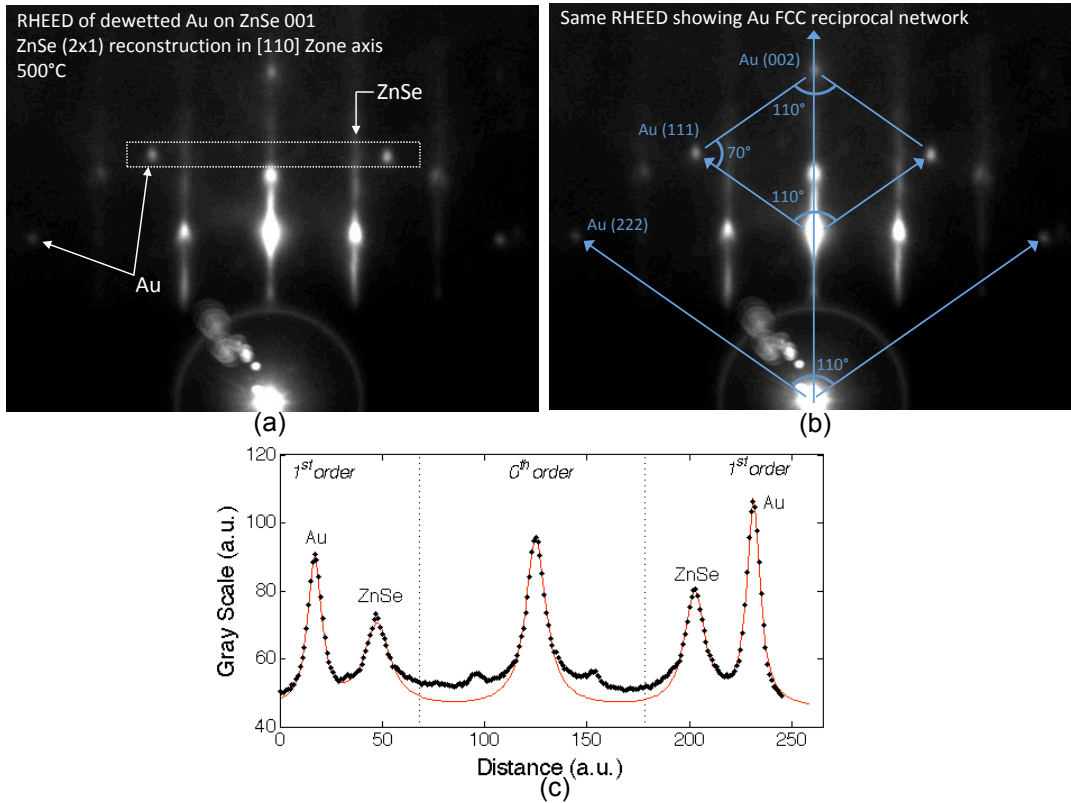 RHEED of dewetted Au on ZnSe 001
ZnSe (2x1) reconstruction in [110] Zone axis
500°C
ZnSe
Au
(a)
Same RHEED showing Au FCC reciprocal network
Au (002)
110°
Au (111)
70°
110°
Au (222)
110°
(b)
120
100
80
60
40
Gray Scale (a.u.)
1st order
0th order
1st order
Au
ZnSe
ZnSe
Au
0
50
100
150
200
250
Distance (a.u.)
(c)